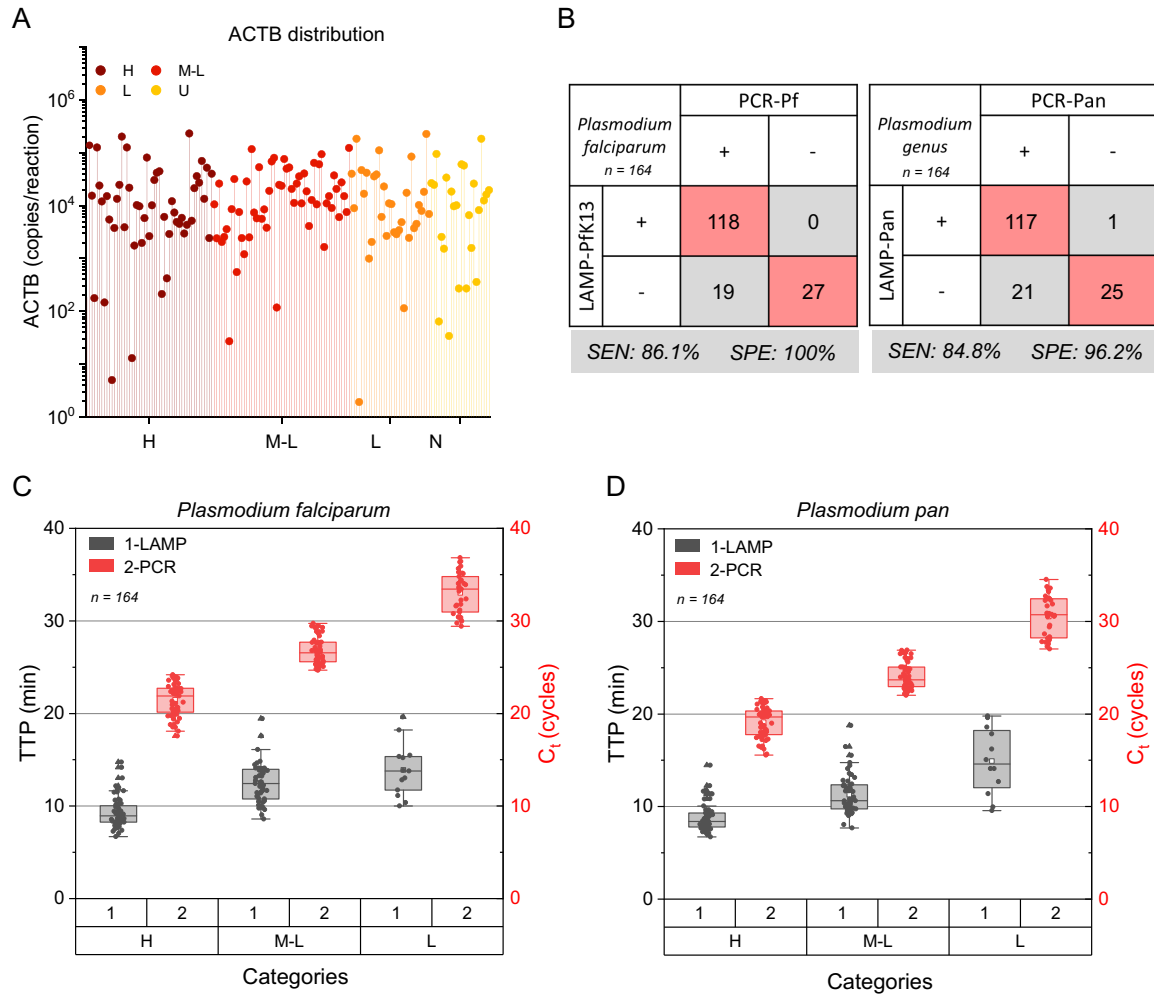 A
ACTB distribution
H
M-L
L
U
ACTB (copies/reaction)
10^6
10^4
10^2
10^0
H
M-L
L
N
B
PCR-Pf
Plasmodium
falciparum
n = 164
+
-
LAMP-PfK13
+
118
0
-
19
27
SEN: 86.1%
SPE: 100%
PCR-Pan
Plasmodium
genus
n = 164
+
-
LAMP-Pan
+
117
1
-
21
25
SEN: 84.8%
SPE: 96.2%
C
Plasmodium falciparum
1-LAMP
2-PCR
n = 164
TTP (min)
40
30
20
10
0
C_t (cycles)
40
30
20
10
0
1
2
1
2
1
2
H
M-L
L
Categories
D
Plasmodium pan
1-LAMP
2-PCR
n = 164
TTP (min)
40
30
20
10
0
C_t (cycles)
40
30
20
10
0
1
2
1
2
1
2
H
M-L
L
Categories